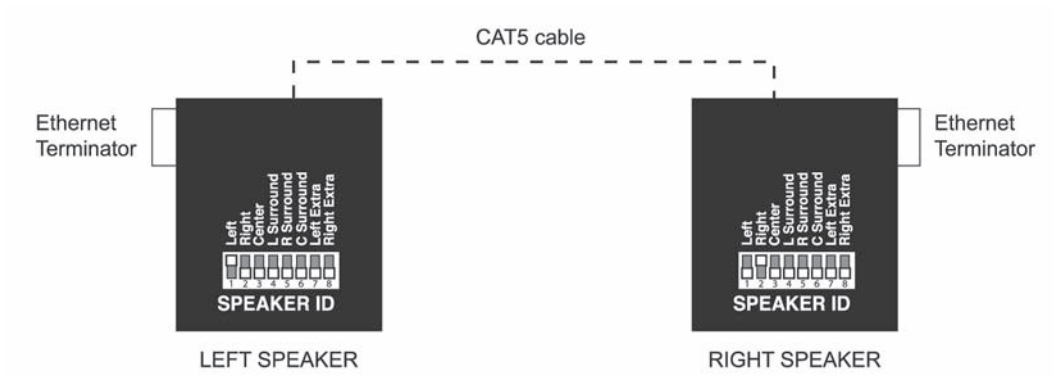 CAT5 cable
Ethernet
Terminator
Left
Right
Center
L Surround
R Surround
C Surround
Left Extra
Right Extra
1 2 3 4 5 6 7 8
SPEAKER ID
LEFT SPEAKER
Ethernet
Terminator
Left
Right
Center
L Surround
R Surround
C Surround
Left Extra
Right Extra
1 2 3 4 5 6 7 8
SPEAKER ID
RIGHT SPEAKER